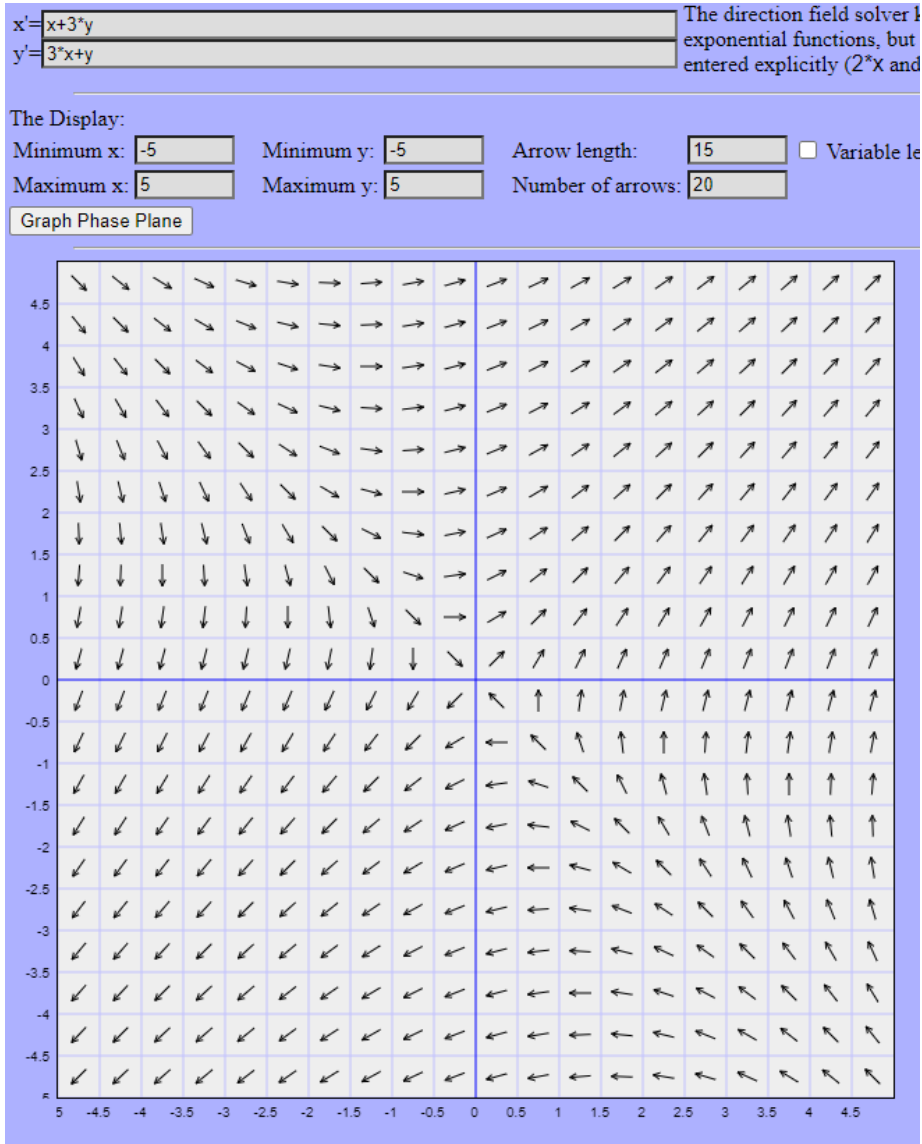 x'= x+3*y
y'= 3*x+y
The direction field solver
exponential functions, but
entered explicitly (2*x and
The Display:
Minimum x: -5 Minimum y: -5 Arrow length: 15 Variable le
Maximum x: 5 Maximum y: 5 Number of arrows: 20
Graph Phase Plane
4.5
4
3.5
3
2.5
2
1.5
1
0.5
0
-0.5
-1
-1.5
-2
-2.5
-3
-3.5
-4
-4.5
5 -4.5 -4 -3.5 -3 -2.5 -2 -1.5 -1 -0.5 0 0.5 1 1.5 2 2.5 3 3.5 4 4.5